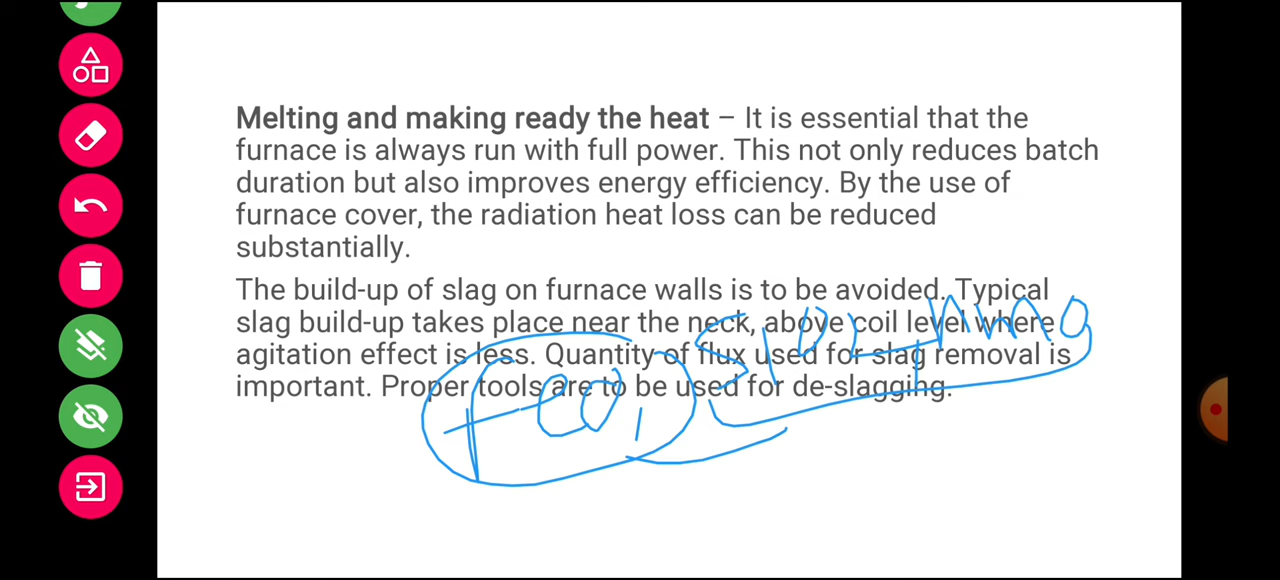 Melting and making ready the heat – It is essential that the
furnace is always run with full power. This not only reduces batch
duration but also improves energy efficiency. By the use of
furnace cover, the radiation heat loss can be reduced
substantially.
The build-up of slag on furnace walls is to be avoided. Typical
slag build-up takes place near the neck, above coil level where
agitation effect is less. Quantity of flux used for slag removal is
important. Proper tools are to be used for de-slagging.